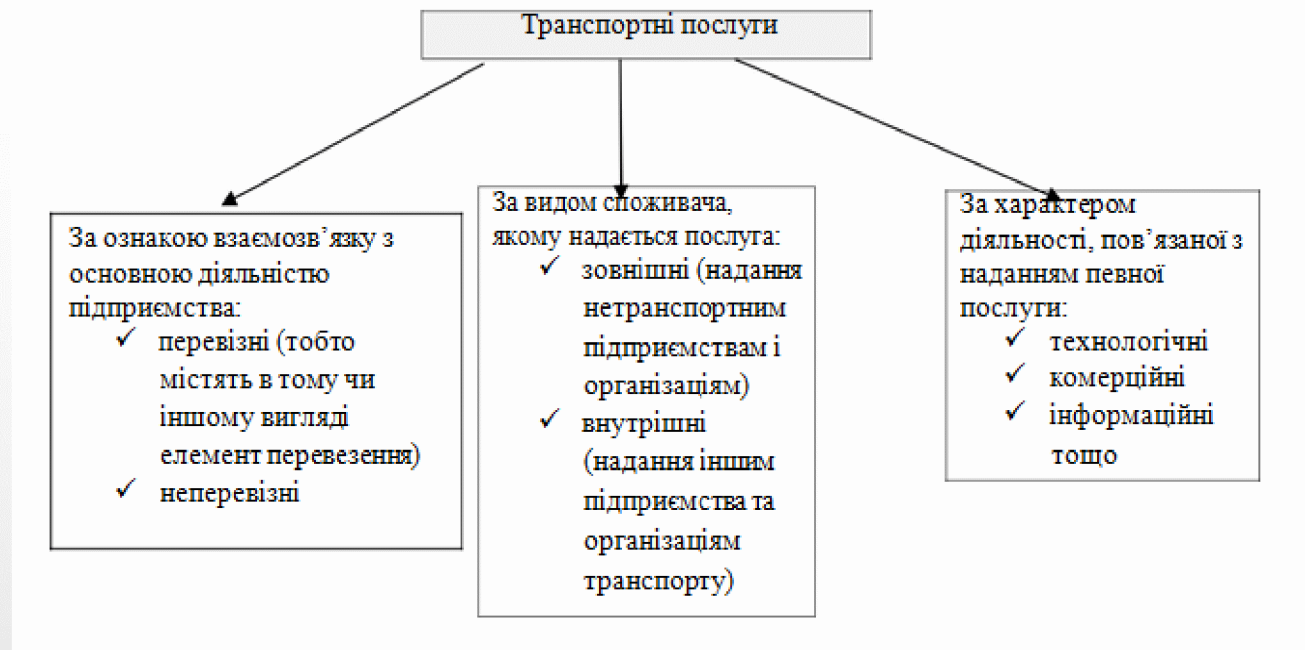 Транспортні послуги
За ознакою взаємозв’язку з
основною діяльністю
підприємства:
✓ перевізні (тобто
містять в тому чи
іншому вигляді
елемент перевезення)
✓ неперевізні
За видом споживача,
якому надається послуга:
✓ зовнішні (надання
нетранспортним
підприємствам і
організаціям)
✓ внутрішні
(надання іншим
підприємства та
організаціям
транспорту)
За характером
діяльності, пов’язаної з
наданням певної
послуги:
✓ технологічні
✓ комерційні
✓ інформаційні
тощо